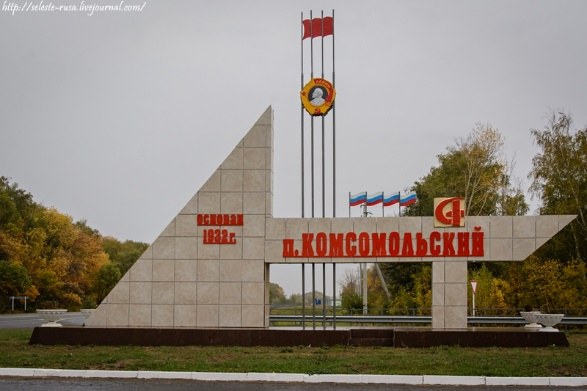 http://seleste-rusa.livejournal.com/
ОСНОВАН
1932г.
п.КОМСОМОЛЬСКИЙ